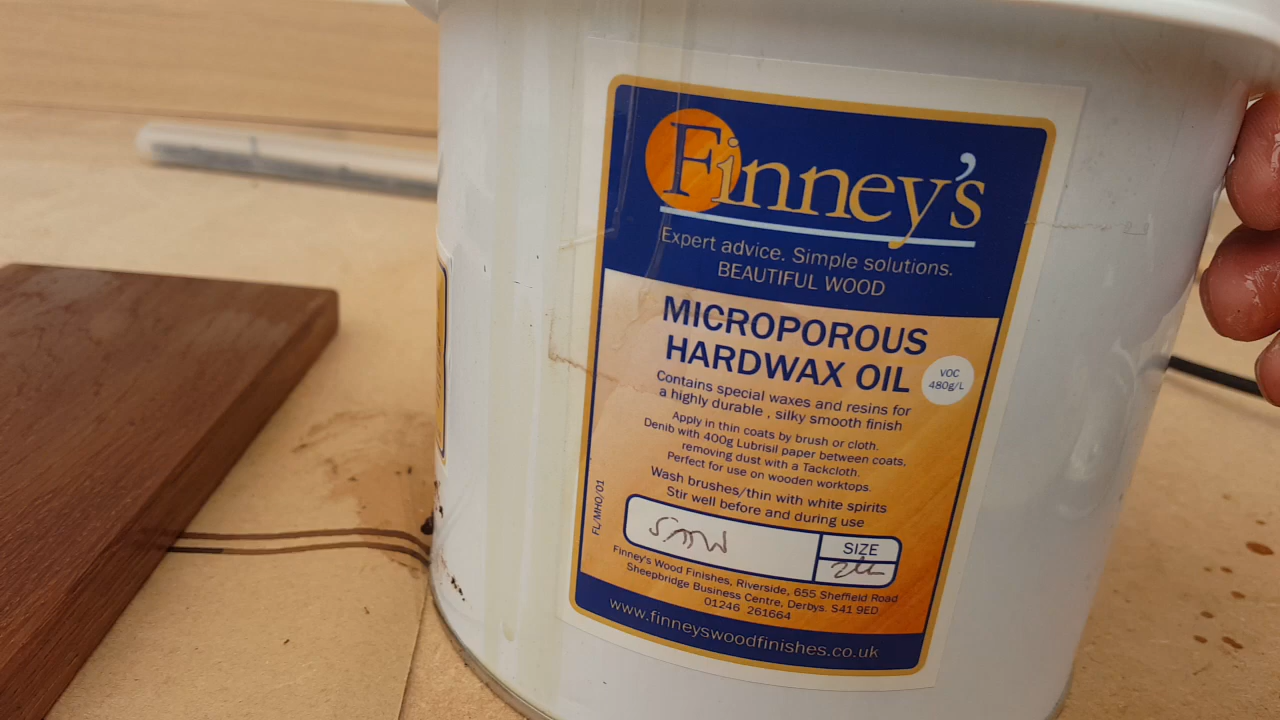 Finney's
Expert advice. Simple solutions.
BEAUTIFUL WOOD
MICROPOROUS
HARDWAX OIL
VOC
480g/L
Contains special waxes and resins for
a highly durable , silky smooth finish
Apply in thin coats by brush or cloth.
Denib with 400g Lubrisil paper between coats,
removing dust with a Tackcloth.
Perfect for use on wooden worktops.
Wash brushes/thin with white spirits
Stir well before and during use
FL/MHO/01
SIZE
Finney's Wood Finishes, Riverside, 655 Sheffield Road
Sheepbridge Business Centre, Derbys. S41 9ED
01246 261664
www.finneyswoodfinishes.co.uk